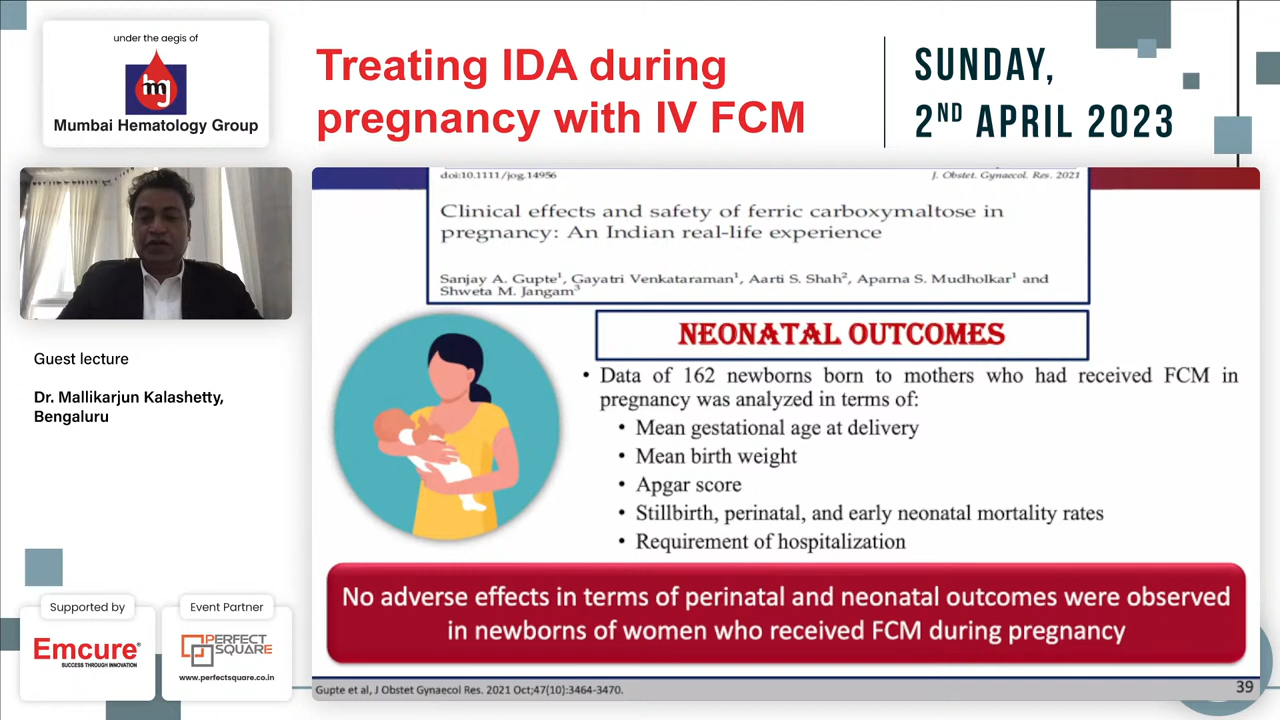 under the aegis of
mg
Mumbai Hematology Group
Treating IDA during
pregnancy with IV FCM
SUNDAY,
2ND APRIL 2023
Guest lecture
Dr. Mallikarjun Kalashetty,
Bengaluru
doi:10.1111/jog.14956
J. Obstet. Gynaecol. Res. 2021
Clinical effects and safety of ferric carboxymaltose in
pregnancy: An Indian real-life experience
Sanjay A. Gupte1, Gayatri Venkataraman1, Aarti S. Shah2, Aparna S. Mudholkar1 and
Shweta M. Jangam3
NEONATAL OUTCOMES
• Data of 162 newborns born to mothers who had received FCM in
pregnancy was analyzed in terms of:
• Mean gestational age at delivery
• Mean birth weight
• Apgar score
• Stillbirth, perinatal, and early neonatal mortality rates
• Requirement of hospitalization
No adverse effects in terms of perinatal and neonatal outcomes were observed
in newborns of women who received FCM during pregnancy
Gupte et al, J Obstet Gynaecol Res. 2021 Oct;47(10):3464-3470.
39
Supported by
Emcure®
SUCCESS THROUGH INNOVATION
Event Partner
PERFECT
SQUARE
www.perfectsquare.co.in